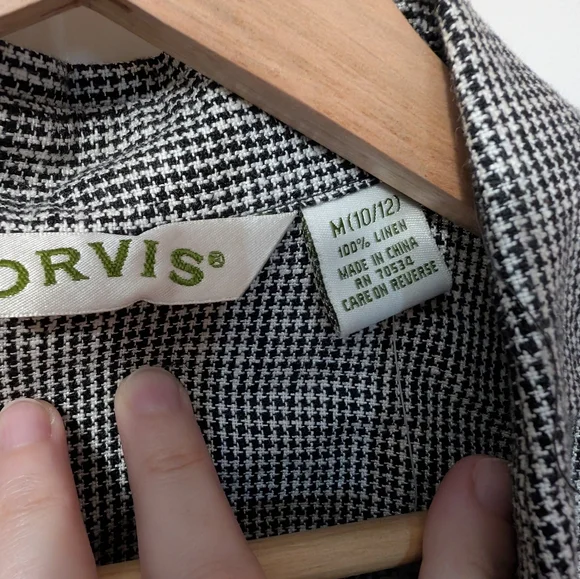 ORVIS®
M(10/12)
100% LINEN
MADE IN CHINA
RN 70534
CARE ON REVERSE